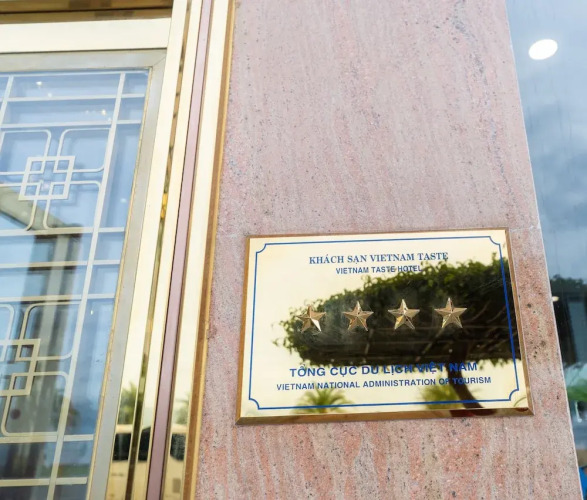 KHÁCH SẠN VIETNAM TASTE
VIETNAM TASTE HOTEL
TỔNG CỤC DU LỊCH VIỆT NAM
VIETNAM NATIONAL ADMINISTRATION OF TOURISM